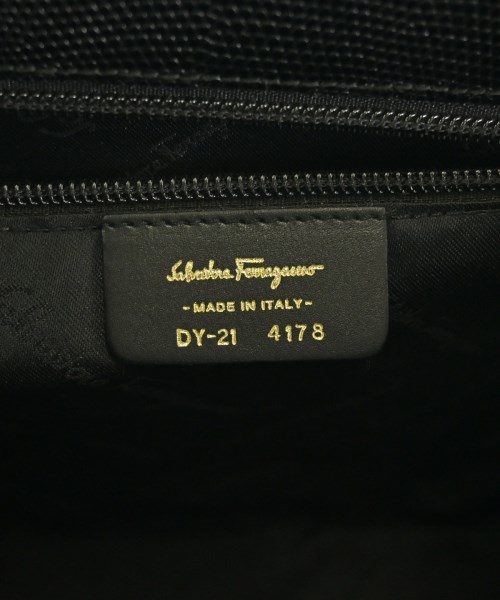 Salvatore Ferragamo
-MADE IN ITALY-
DY-21 4178